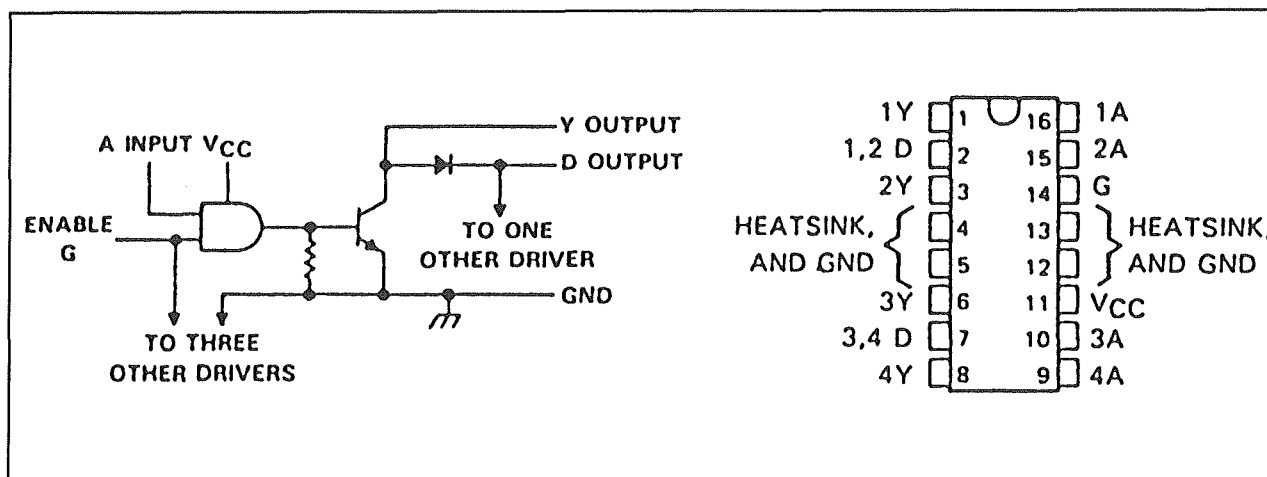 A INPUT VCC
ENABLE
G
Y OUTPUT
D OUTPUT
TO ONE
OTHER DRIVER
GND
TO THREE
OTHER DRIVERS
1Y 1 16 1A
1,2 D 2 15 2A
2Y 3 14 G
HEATSINK,
AND GND
4 13
5 12
HEATSINK,
AND GND
3Y 6 11 VCC
3,4 D 7 10 3A
4Y 8 9 4A